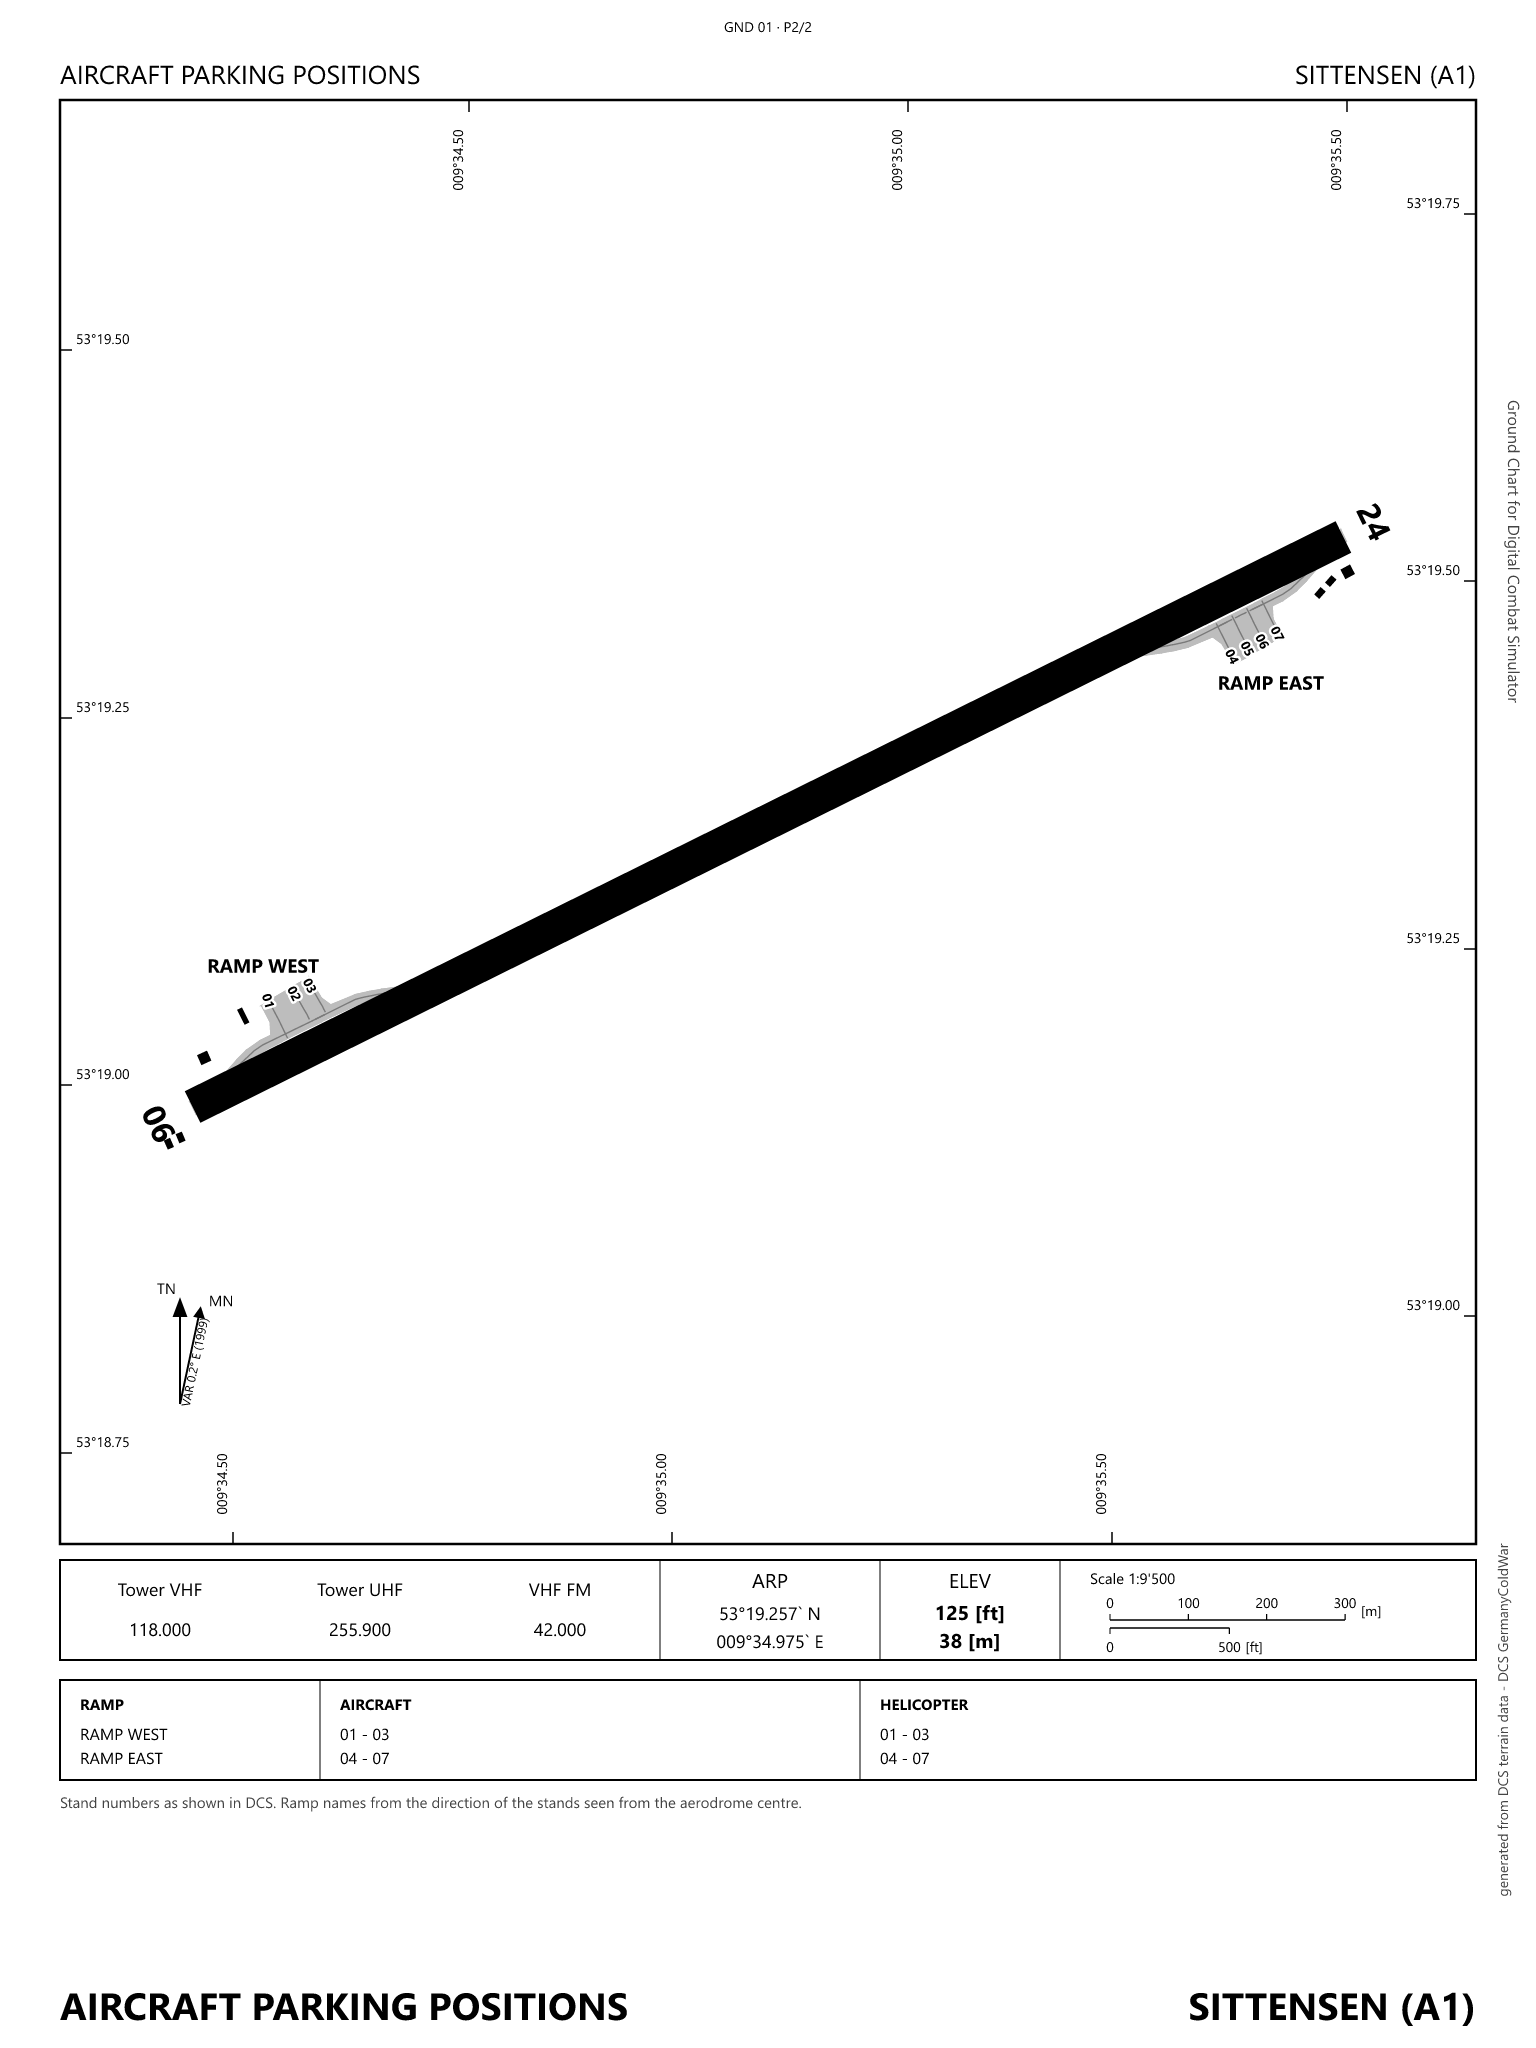 GND 01 · P2/2
AIRCRAFT PARKING POSITIONS
SITTENSEN (A1)
009°34.50
009°35.00
009°35.50
53°19.75
53°19.50
Ground Chart for Digital Combat Simulator
24
53°19.50
07
06
05
04
RAMP EAST
53°19.25
53°19.25
RAMP WEST
01
02
03
53°19.00
06
TN
MN
VAR 0.2° E (1999)
53°19.00
53°18.75
009°34.50
009°35.00
009°35.50
Tower VHF
118.000
Tower UHF
255.900
VHF FM
42.000
ARP
53°19.257` N
009°34.975` E
ELEV
125 [ft]
38 [m]
Scale 1:9'500
0 100 200 300 [m]
0 500 [ft]
generated from DCS terrain data - DCS GermanyColdWar
RAMP AIRCRAFT HELICOPTER
RAMP WEST 01 - 03 01 - 03
RAMP EAST 04 - 07 04 - 07
Stand numbers as shown in DCS. Ramp names from the direction of the stands seen from the aerodrome centre.
AIRCRAFT PARKING POSITIONS
SITTENSEN (A1)